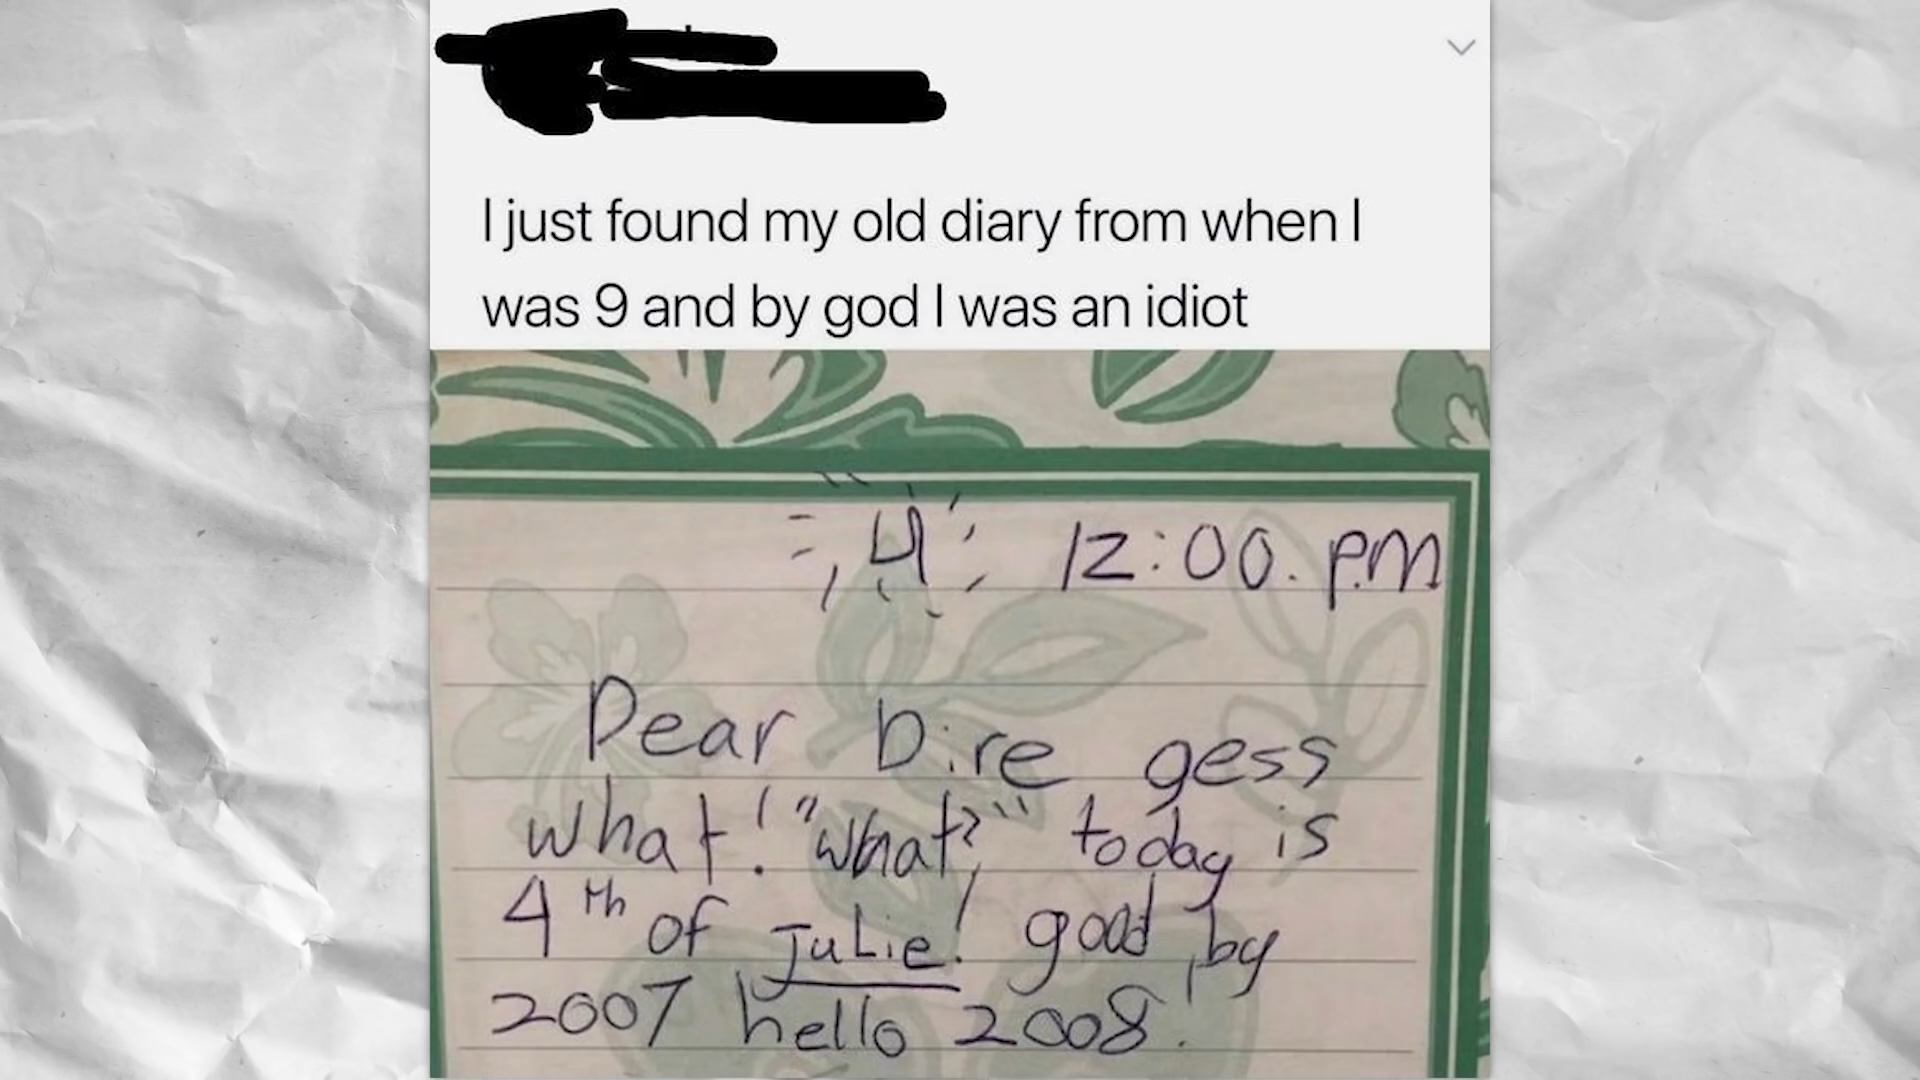 I just found my old diary from when I
was 9 and by god I was an idiot
4 12:00. p.m
Dear Dire gess
what! "what?" today is
4th of Julie! good by
2007 hello 2008!